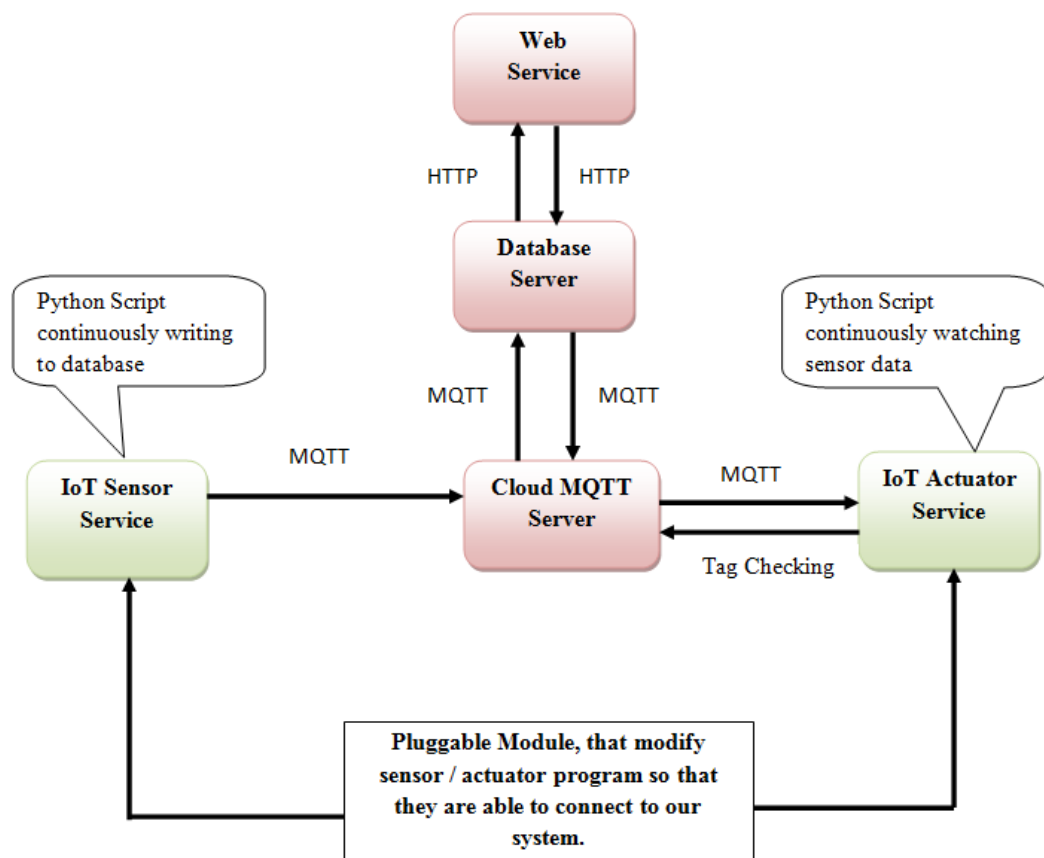 Web
Service
HTTP
HTTP
Database
Server
Python Script
continuously writing
to database
Python Script
continuously watching
sensor data
MQTT
MQTT
MQTT
IoT Sensor
Service
Cloud MQTT
Server
MQTT
IoT Actuator
Service
Tag Checking
Pluggable Module, that modify
sensor / actuator program so that
they are able to connect to our
system.